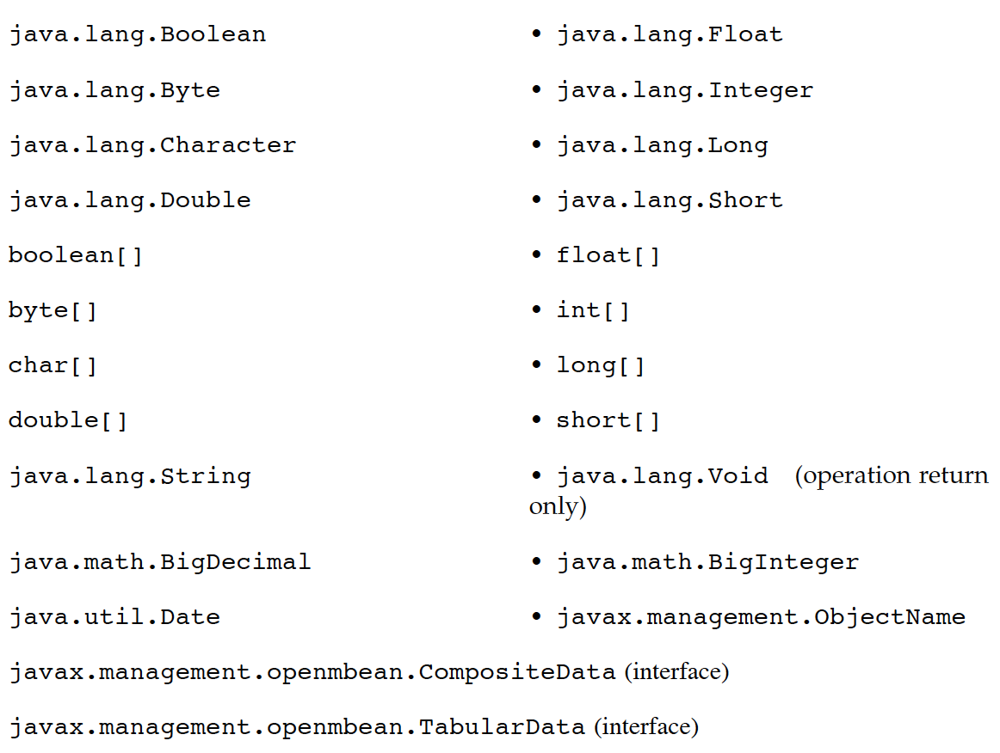 java.lang.Boolean • java.lang.Float
java.lang.Byte • java.lang.Integer
java.lang.Character • java.lang.Long
java.lang.Double • java.lang.Short
boolean[] • float[]
byte[] • int[]
char[] • long[]
double[] • short[]
java.lang.String • java.lang.Void (operation return
only)
java.math.BigDecimal • java.math.BigInteger
java.util.Date • javax.management.ObjectName
javax.management.openmbean.CompositeData (interface)
javax.management.openmbean.TabularData (interface)